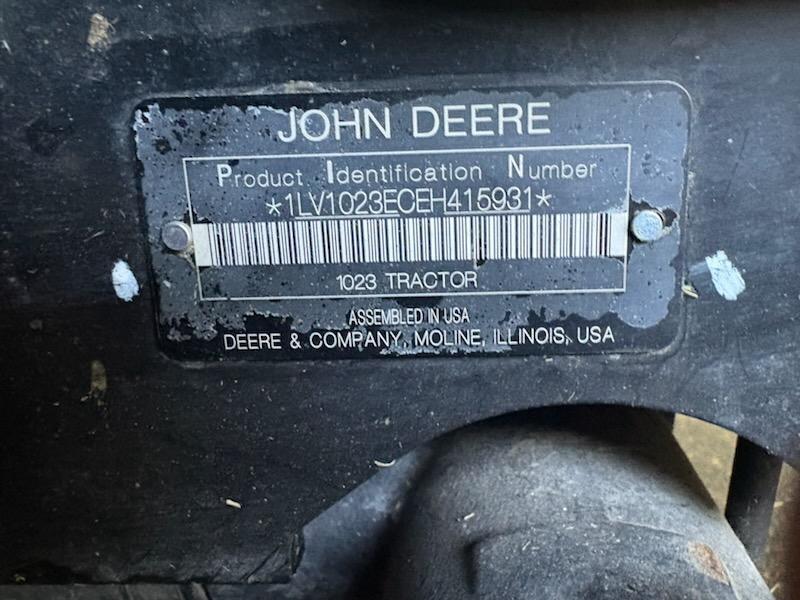 JOHN DEERE
Product Identification Number
*1LV1023ECEH415931*
1023 TRACTOR
ASSEMBLED IN USA
DEERE & COMPANY, MOLINE, ILLINOIS, USA